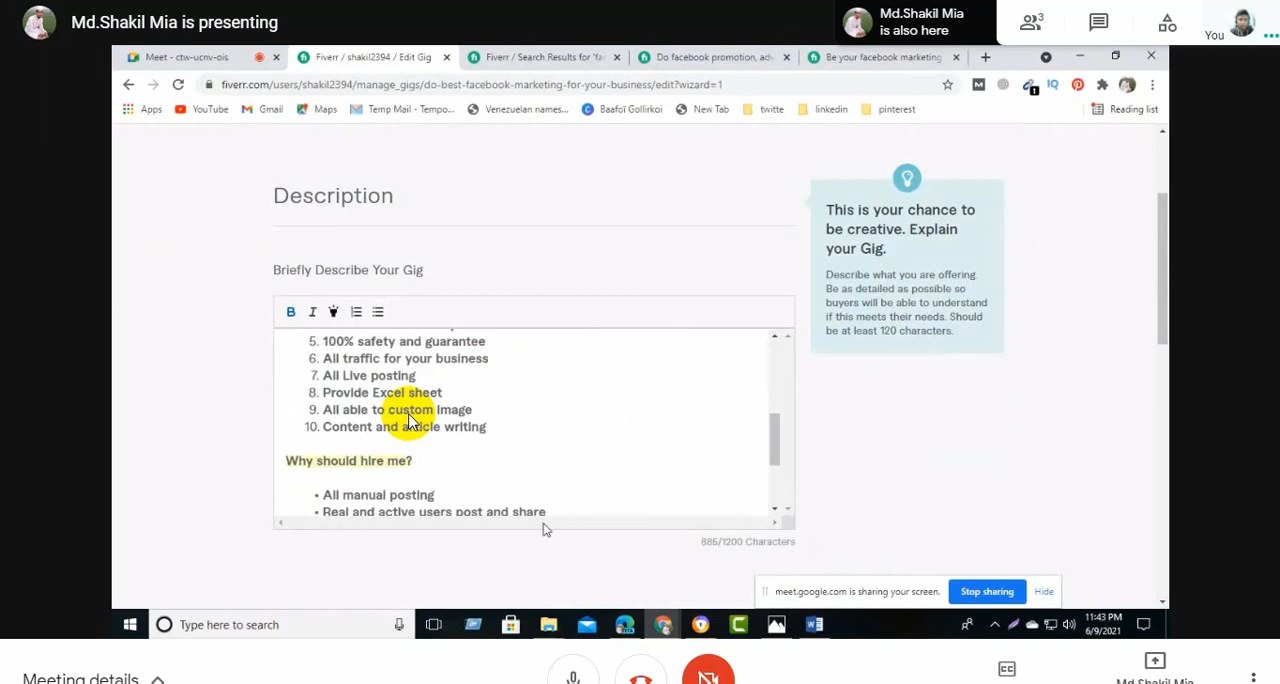 Md.Shakil Mia is presenting
Md.Shakil Mia
is also here
3
You
Meet - ctw-ucnv-ois
Fiverr / shakil2394 / Edit Gig
Fiverr / Search Results for 'fa
Do facebook promotion, adv
Be your facebook marketing
fiverr.com/users/shakil2394/manage_gigs/do-best-facebook-marketing-for-your-business/edit?wizard=1
Apps
YouTube
Gmail
Maps
Temp Mail - Tempo...
Venezuelan names...
Baafoi Gollirkoi
New Tab
twitte
linkedin
pinterest
Reading list
Description
Briefly Describe Your Gig
B I
5. 100% safety and guarantee
6. All traffic for your business
7. All Live posting
8. Provide Excel sheet
9. All able to custom image
10. Content and article writing
Why should hire me?
• All manual posting
• Real and active users post and share
885/1200 Characters
This is your chance to
be creative. Explain
your Gig.
Describe what you are offering.
Be as detailed as possible so
buyers will be able to understand
if this meets their needs. Should
be at least 120 characters.
meet.google.com is sharing your screen.
Stop sharing
Hide
Type here to search
11:43 PM
6/9/2021
Meeting details
Md.Shakil Mia